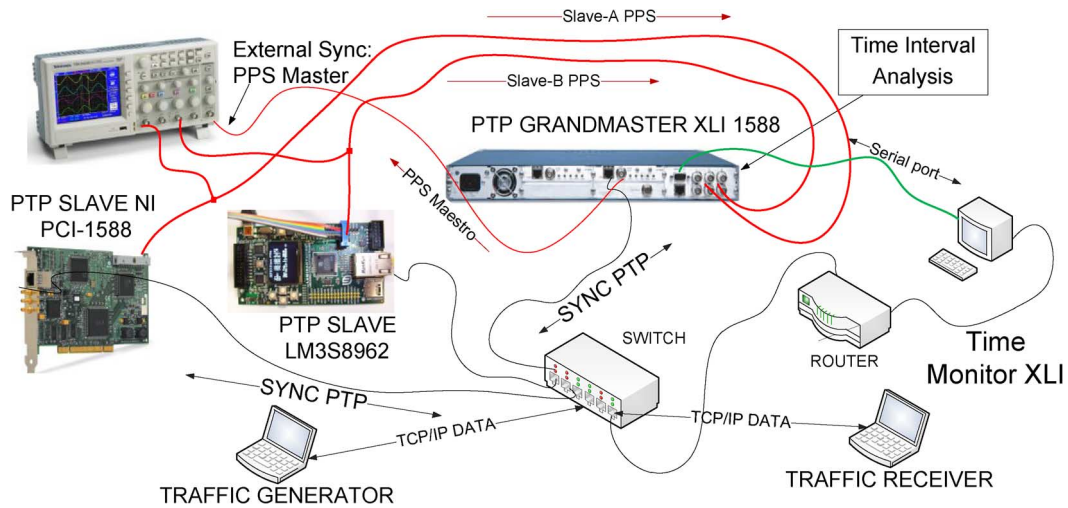 Slave-A PPS
External Sync:
PPS Master
Slave-B PPS
Time Interval
Analysis
PTP GRANDMASTER XLI 1588
Serial port
PPS Maestro
PTP SLAVE NI
PCI-1588
SYNC PTP
PTP SLAVE
LM3S8962
SWITCH
ROUTER
Time
Monitor XLI
SYNC PTP
TCP/IP DATA
TCP/IP DATA
TRAFFIC GENERATOR
TRAFFIC RECEIVER